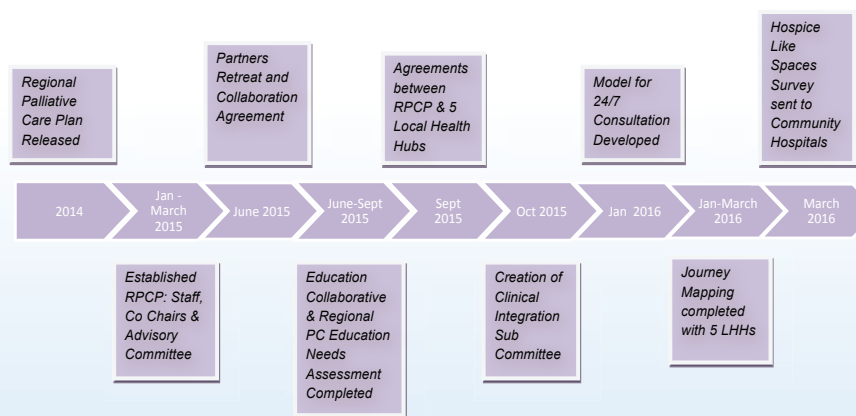 Regional
Palliative
Care Plan
Released
Partners
Retreat and
Collaboration
Agreement
Agreements
between
RPCP & 5
Local Health
Hubs
Model for
24/7
Consultation
Developed
Hospice
Like
Spaces
Survey
sent to
Community
Hospitals
2014
Jan -
March
2015
June 2015
June-Sept
2015
Sept
2015
Oct 2015
Jan 2016
Jan-March
2016
March
2016
Established
RPCP: Staff,
Co Chairs &
Advisory
Committee
Education
Collaborative
& Regional
PC Education
Needs
Assessment
Completed
Creation of
Clinical
Integration
Sub
Committee
Journey
Mapping
completed
with 5 LHHs